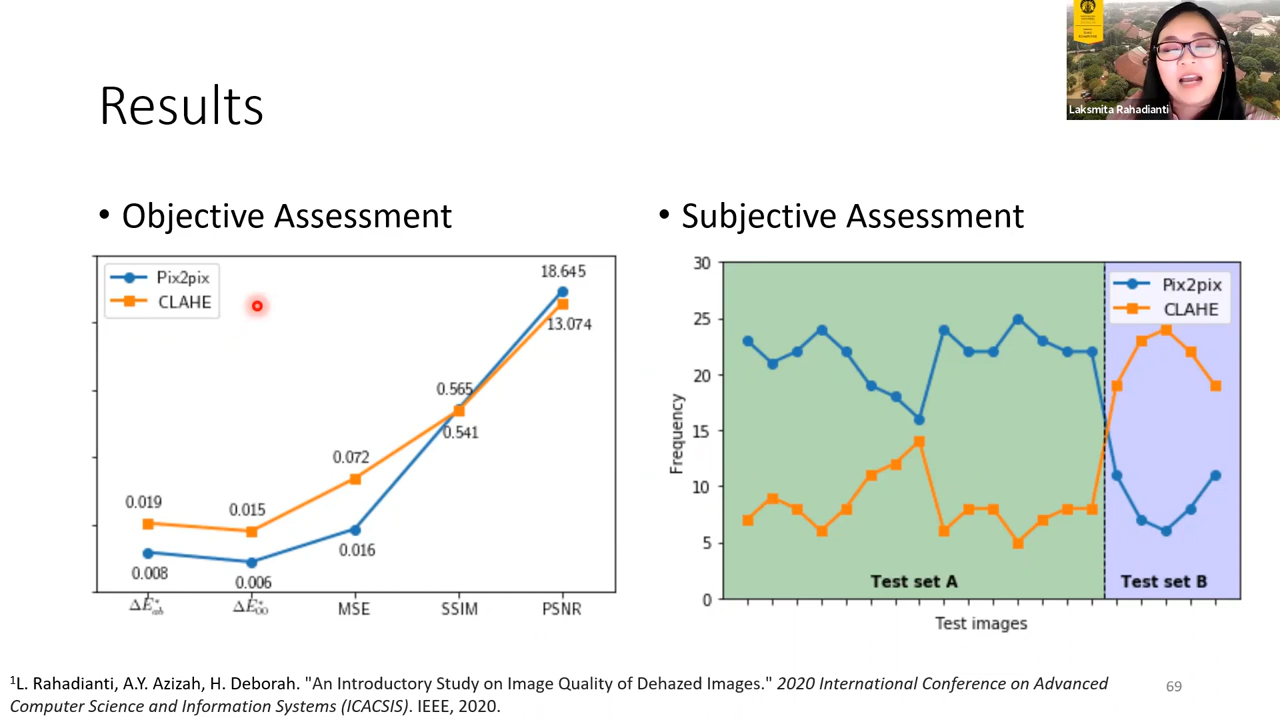 Laksmita Rahadianti
Results
• Objective Assessment
Pix2pix
CLAHE
18.645
13.074
0.565
0.541
0.072
0.019
0.015
0.016
0.008
0.006
MSE
SSIM
PSNR
• Subjective Assessment
30
25
20
15
10
5
0
Frequency
Pix2pix
CLAHE
Test set A
Test set B
Test images
¹L. Rahadianti, A.Y. Azizah, H. Deborah. "An Introductory Study on Image Quality of Dehazed Images." 2020 International Conference on Advanced
Computer Science and Information Systems (ICACSIS). IEEE, 2020.
69